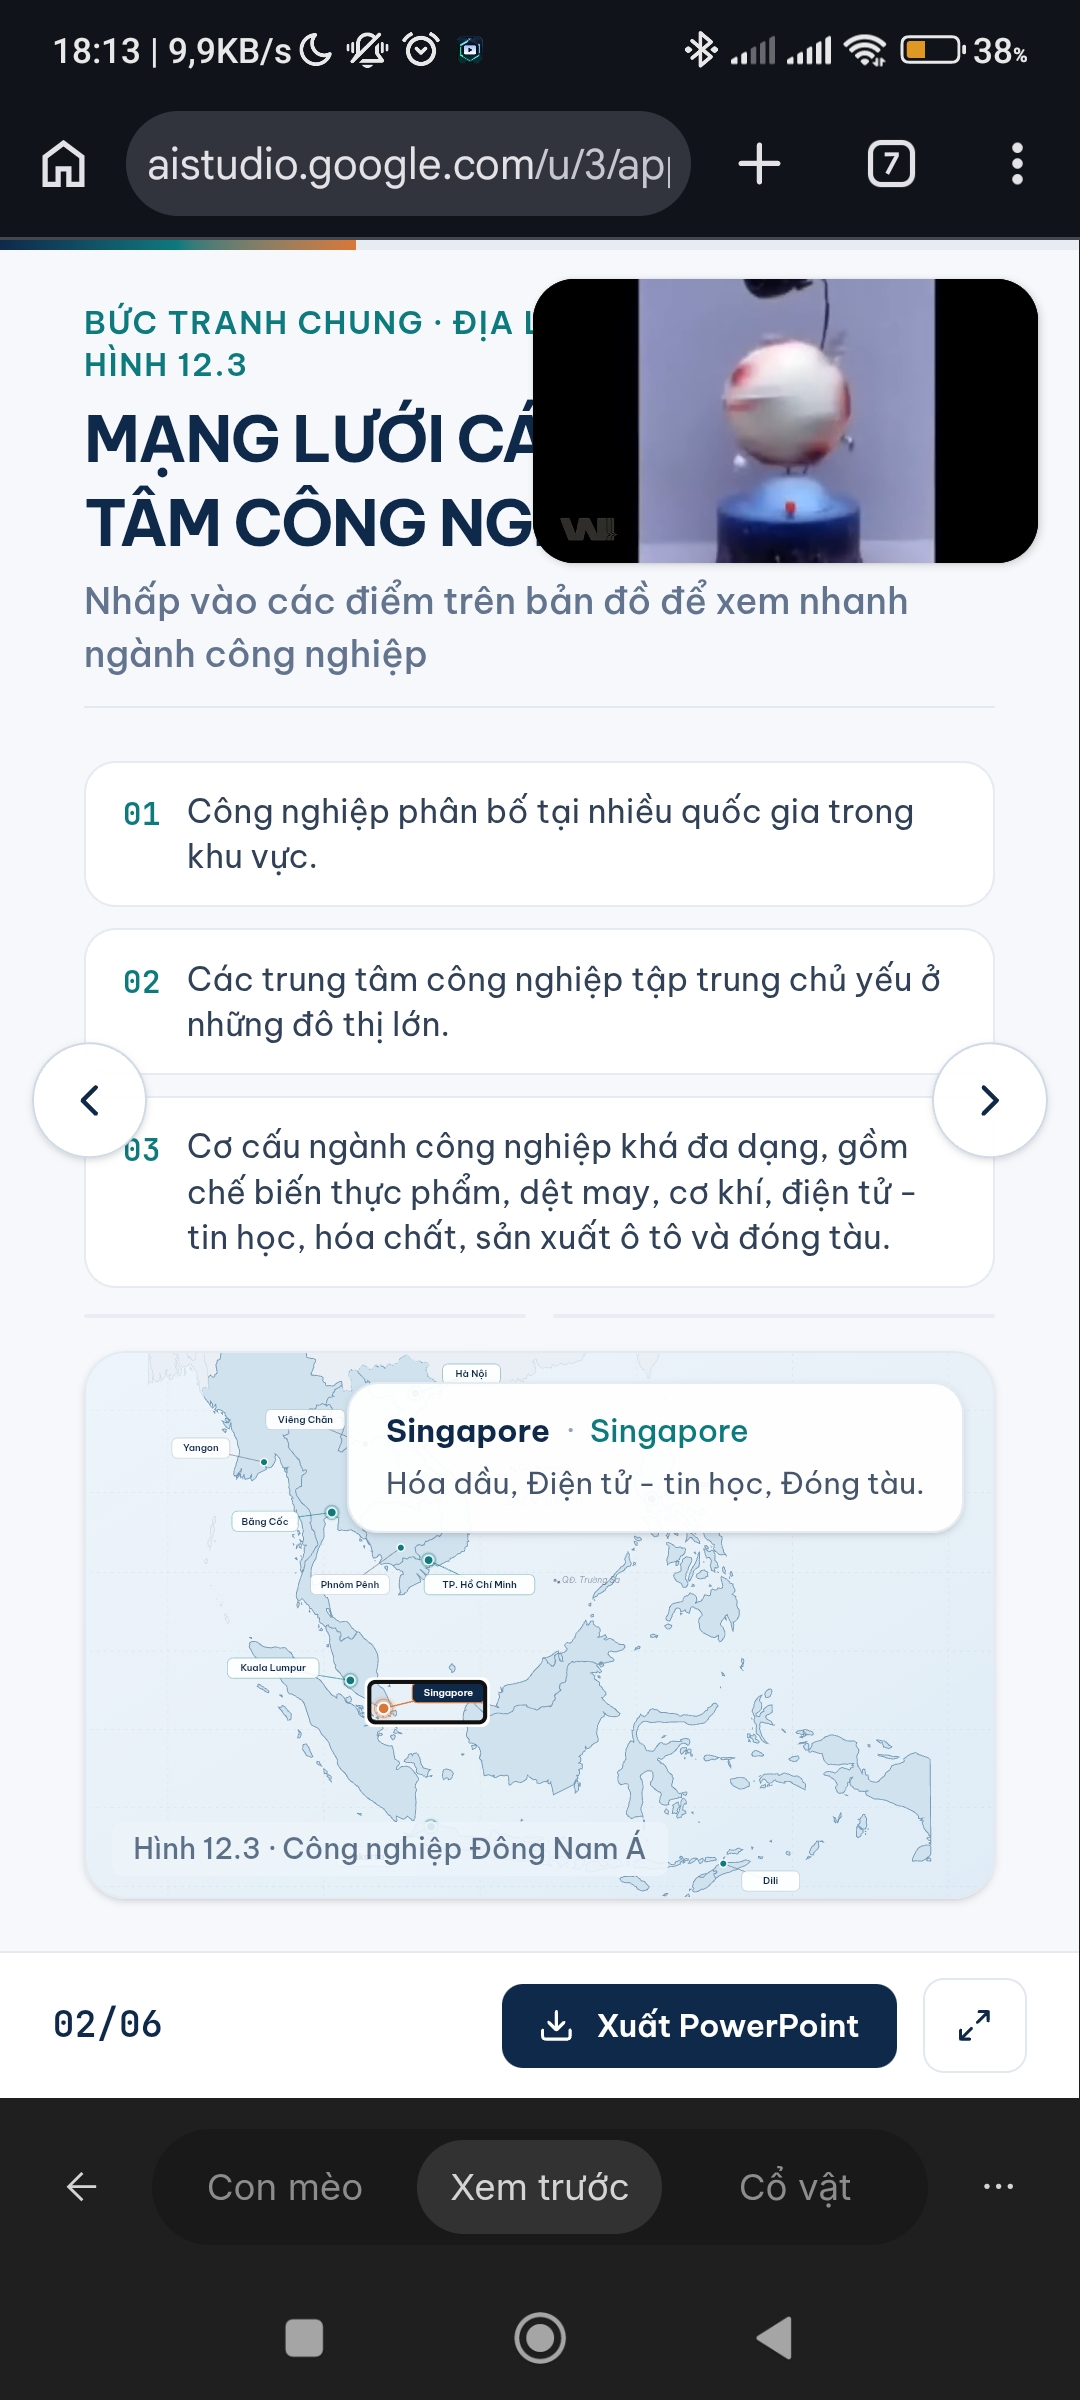 18:13 | 9,9KB/s
38%
aistudio.google.com/u/3/app
7
BỨC TRANH CHUNG · ĐỊA L
HÌNH 12.3
MẠNG LƯỚI CÁ
TÂM CÔNG NG
Nhấp vào các điểm trên bản đồ để xem nhanh
ngành công nghiệp
01 Công nghiệp phân bố tại nhiều quốc gia trong
khu vực.
02 Các trung tâm công nghiệp tập trung chủ yếu ở
những đô thị lớn.
03 Cơ cấu ngành công nghiệp khá đa dạng, gồm
chế biến thực phẩm, dệt may, cơ khí, điện tử -
tin học, hóa chất, sản xuất ô tô và đóng tàu.
Hà Nội
Viêng Chăn
Yangon
Singapore · Singapore
Hóa dầu, Điện tử - tin học, Đóng tàu.
Băng Cốc
Phnôm Pênh
TP. Hồ Chí Minh
QĐ. Trường Sa
Kuala Lumpur
Singapore
Hình 12.3 · Công nghiệp Đông Nam Á
Dili
02/06
Xuất PowerPoint
Con mèo
Xem trước
Cổ vật